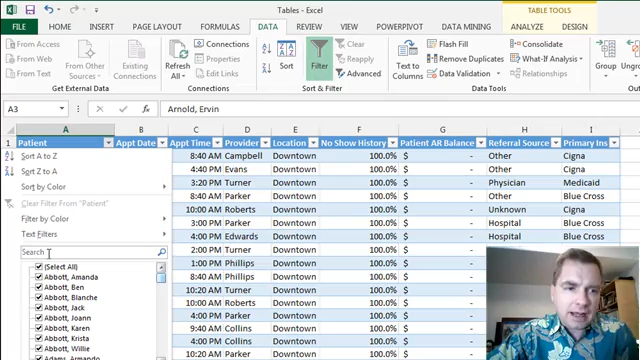 Tables - Excel
TABLE TOOLS
FILE HOME INSERT PAGE LAYOUT FORMULAS DATA REVIEW VIEW POWERPIVOT DATA MINING ANALYZE DESIGN
From Access
From Web
From Text
From Other Sources
Existing Connections
Get External Data
Refresh All
Connections
Properties
Edit Links
Connections
Sort
Filter
Clear
Reapply
Advanced
Sort & Filter
Text to Columns
Flash Fill
Remove Duplicates
Data Validation
Consolidate
What-If Analysis
Relationships
Data Tools
Group
A3
Arnold, Ervin
A B C D E F G H I
1 Patient Appt Date Appt Time Provider Location No Show History Patient AR Balance Referral Source Primary Ins
8:40 AM Campbell Downtown 100.0% $ - Other Cigna
4:40 PM Evans Downtown 100.0% $ - Other Cigna
3:20 PM Turner Downtown 100.0% $ - Physician Medicaid
8:40 AM Parker Downtown 100.0% $ - Other Blue Cross
10:00 AM Roberts Downtown 100.0% $ - Unknown Cigna
3:00 PM Parker Downtown 100.0% $ - Hospital Blue Cross
4:00 PM Edwards Downtown 100.0% $ - Hospital Blue Cross
2:00 PM Turner Downtown 100.0% $ -
1:00 PM Phillips Downtown 100.0% $ -
8:40 AM Phillips Downtown 100.0% $ -
10:20 AM Turner Downtown 100.0% $ -
10:00 AM Roberts Downtown 100.0% $ -
4:00 PM Parker Downtown 100.0% $ -
9:40 AM Collins Downtown 100.0% $ -
4:00 PM Collins Downtown 100.0% $ -
10:20 AM Parker Downtown 100.0% $ -
Sort A to Z
Sort Z to A
Sort by Color
Clear Filter From "Patient"
Filter by Color
Text Filters
Search
(Select All)
Abbott, Amanda
Abbott, Ben
Abbott, Blanche
Abbott, Jack
Abbott, Joann
Abbott, Karen
Abbott, Krista
Abbott, Willie
Adams, Armando